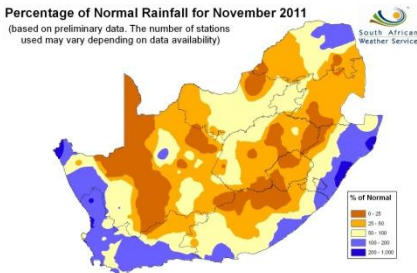 Percentage of Normal Rainfall for November 2011
(based on preliminary data. The number of stations
used may vary depending on data availability)
South African
Weather Service
% of Normal
0 - 25
25 - 50
50 - 100
100 - 200
200 - 1,000